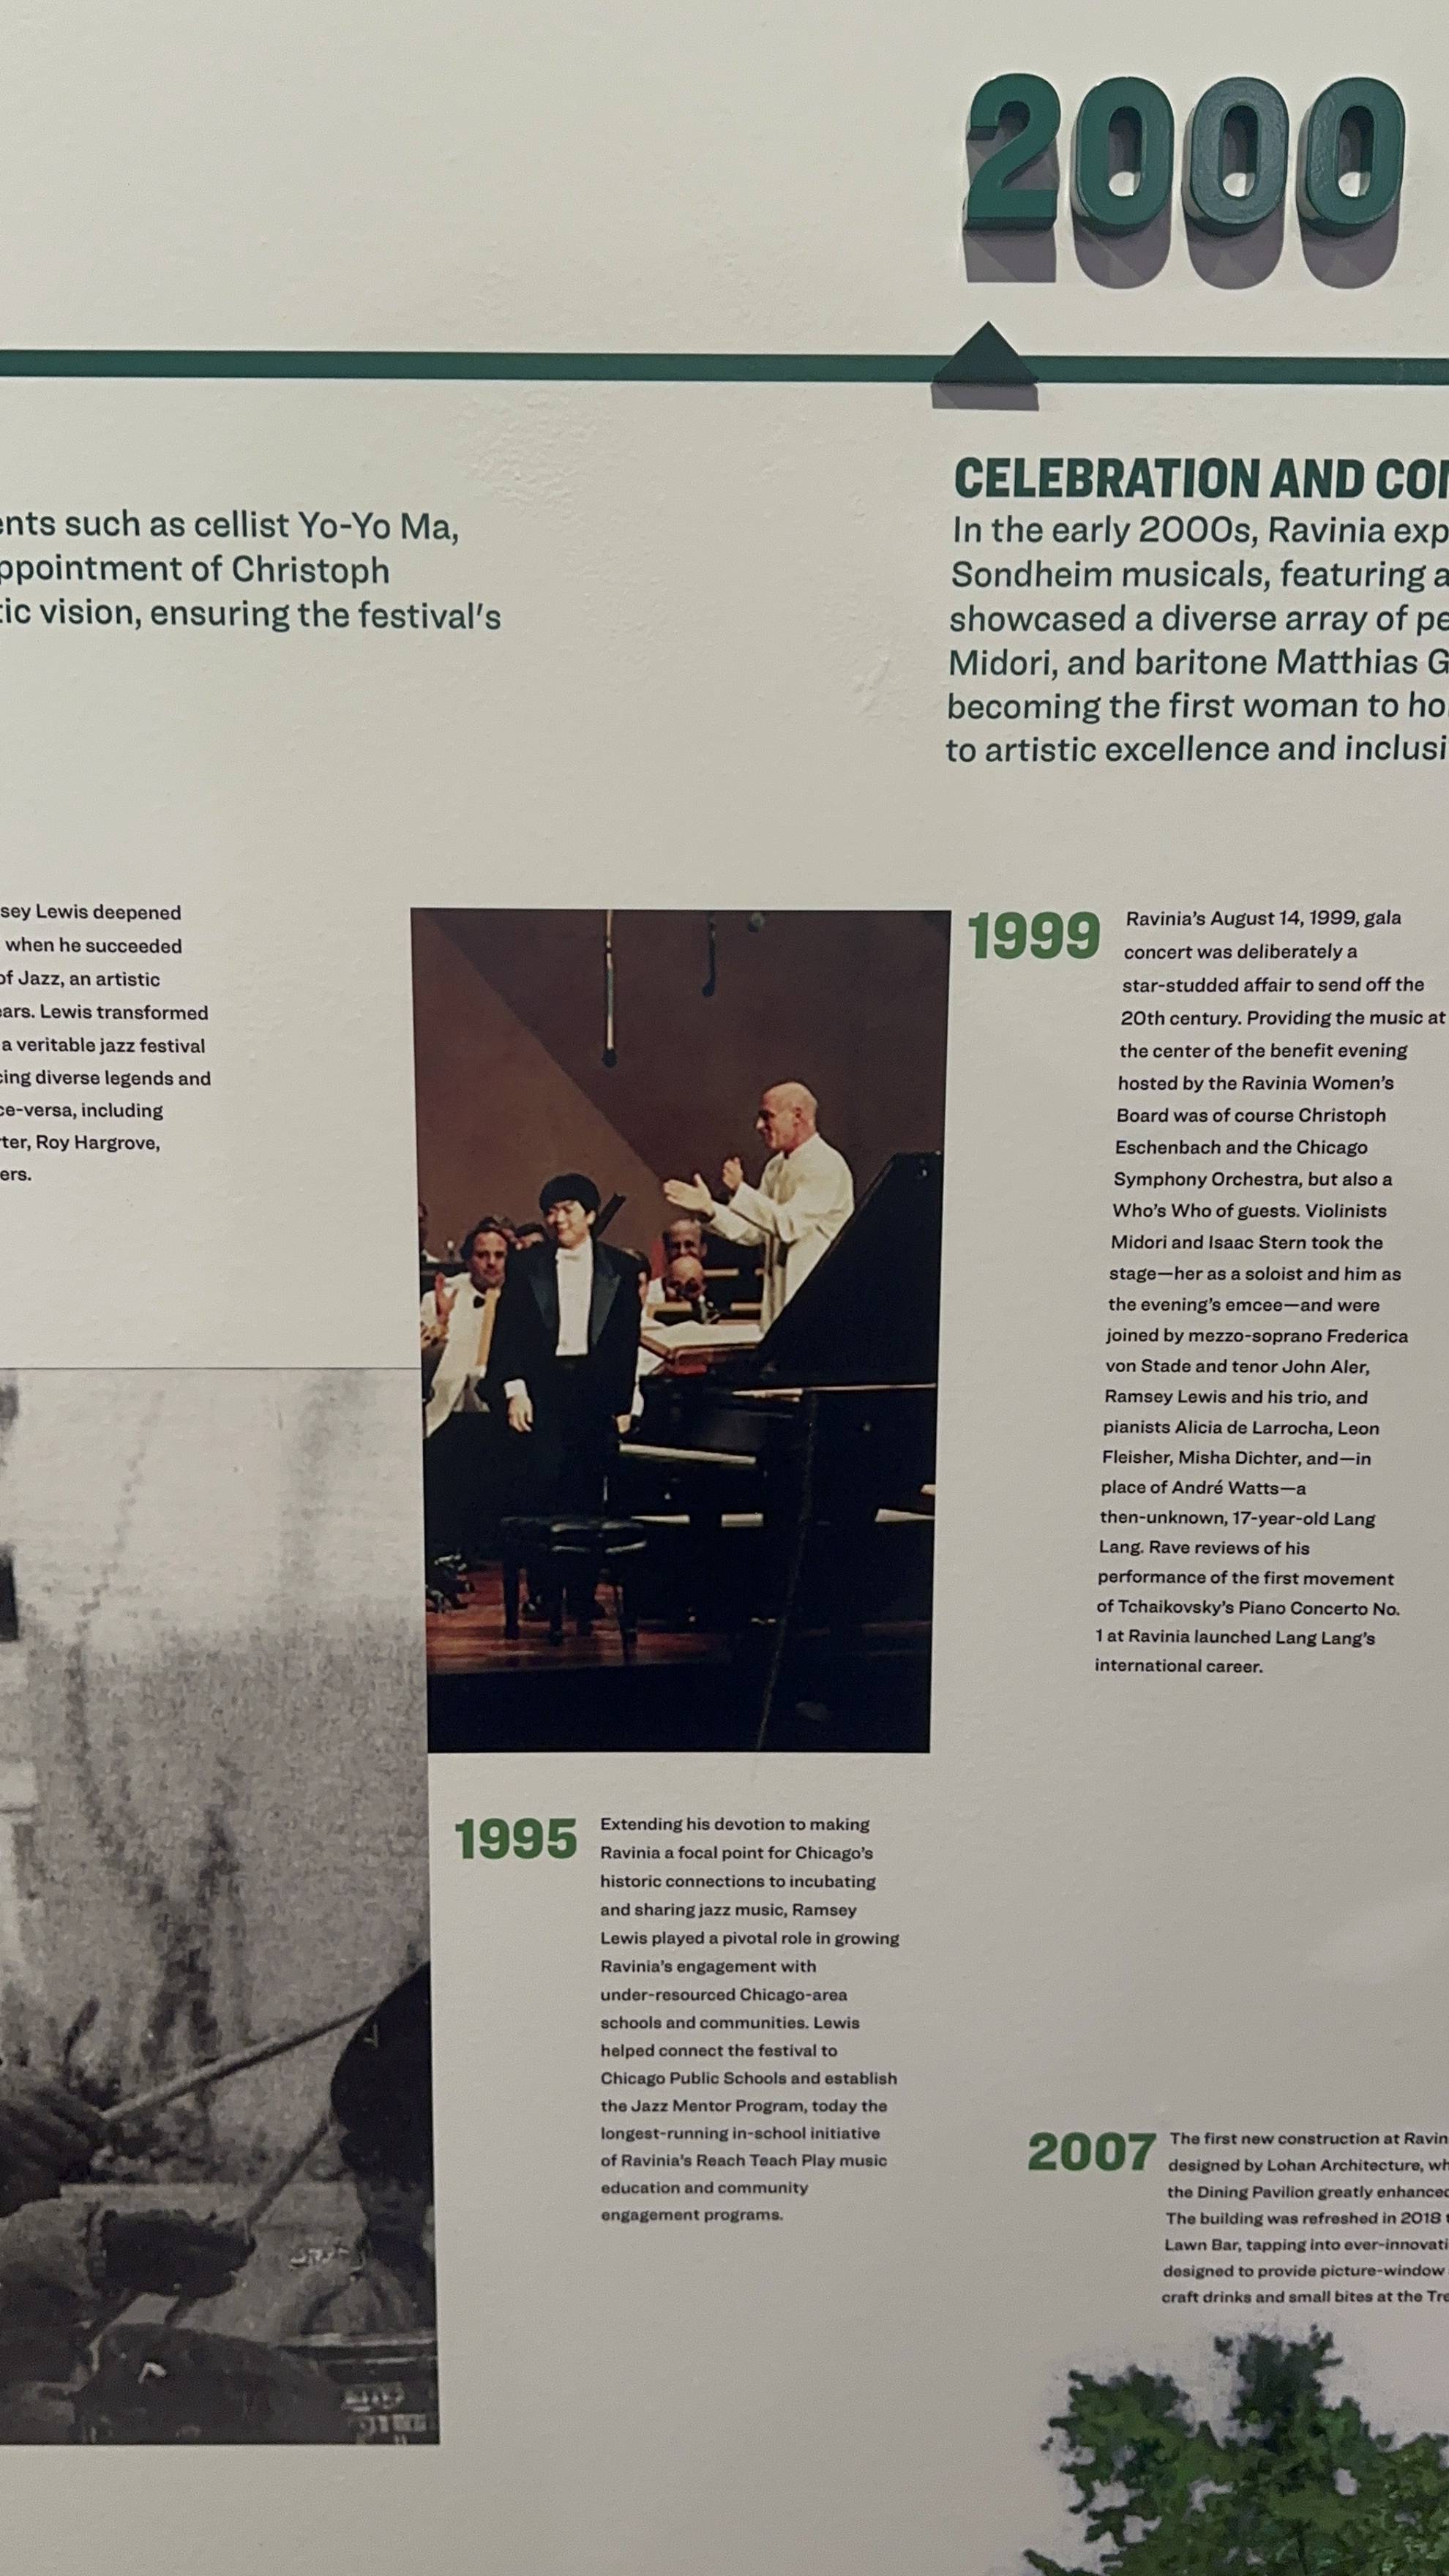 2000
ents such as cellist Yo-Yo Ma,
ppointment of Christoph
tic vision, ensuring the festival's
CELEBRATION AND CO
In the early 2000s, Ravinia exp
Sondheim musicals, featuring a
showcased a diverse array of pe
Midori, and baritone Matthias G
becoming the first woman to ho
to artistic excellence and inclusi
sey Lewis deepened
when he succeeded
of Jazz, an artistic
ears. Lewis transformed
a veritable jazz festival
cing diverse legends and
ce-versa, including
rter, Roy Hargrove,
ers.
1999
Ravinia’s August 14, 1999, gala
concert was deliberately a
star-studded affair to send off the
20th century. Providing the music at
the center of the benefit evening
hosted by the Ravinia Women’s
Board was of course Christoph
Eschenbach and the Chicago
Symphony Orchestra, but also a
Who’s Who of guests. Violinists
Midori and Isaac Stern took the
stage—her as a soloist and him as
the evening’s emcee—and were
joined by mezzo-soprano Frederica
von Stade and tenor John Aler,
Ramsey Lewis and his trio, and
pianists Alicia de Larrocha, Leon
Fleisher, Misha Dichter, and—in
place of André Watts—a
then-unknown, 17-year-old Lang
Lang. Rave reviews of his
performance of the first movement
of Tchaikovsky’s Piano Concerto No.
1 at Ravinia launched Lang Lang’s
international career.
1995
Extending his devotion to making
Ravinia a focal point for Chicago’s
historic connections to incubating
and sharing jazz music, Ramsey
Lewis played a pivotal role in growing
Ravinia’s engagement with
under-resourced Chicago-area
schools and communities. Lewis
helped connect the festival to
Chicago Public Schools and establish
the Jazz Mentor Program, today the
longest-running in-school initiative
of Ravinia’s Reach Teach Play music
education and community
engagement programs.
2007
The first new construction at Ravin
designed by Lohan Architecture, wh
the Dining Pavilion greatly enhanced
The building was refreshed in 2018 t
Lawn Bar, tapping into ever-innovati
designed to provide picture-window
craft drinks and small bites at the Tre